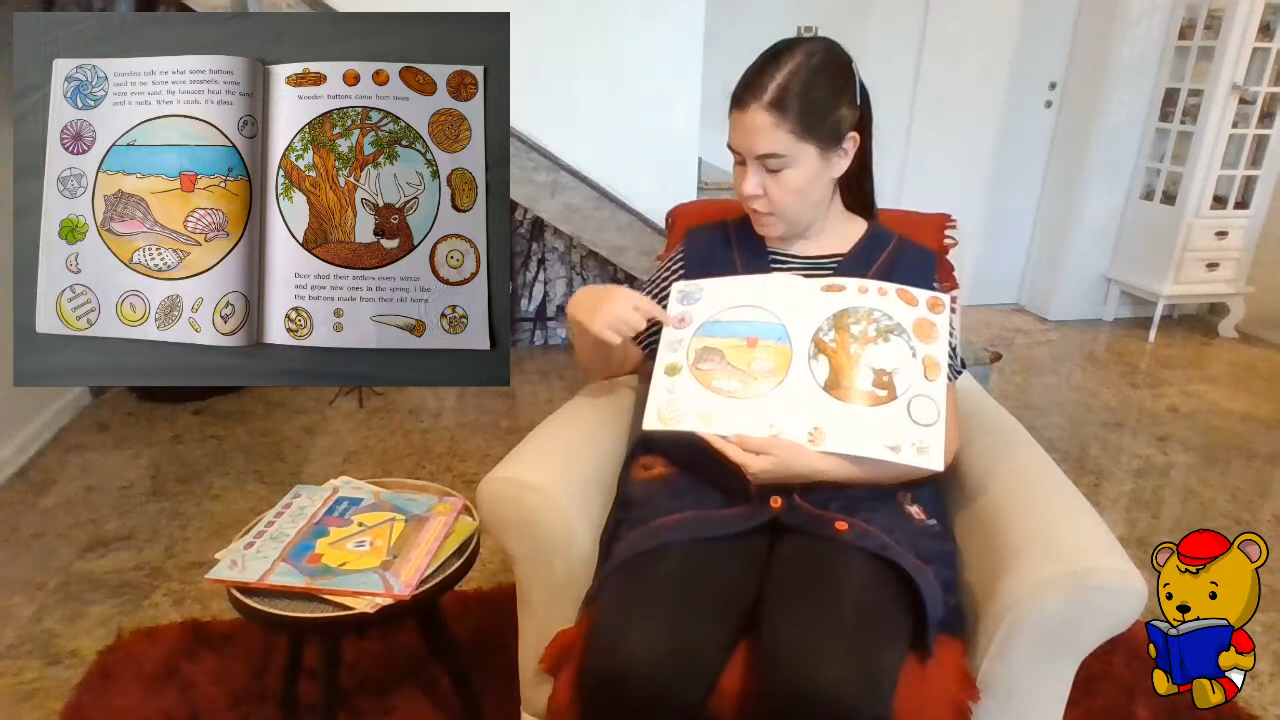 Grandma tells me what some buttons
used to be. Some were seashells; some
were even sand. Big furnaces heat the sand
until it melts. When it cools, it's glass.
Wooden buttons come from trees.
Deer shed their antlers every winter
and grow new ones in the spring. I like
the buttons made from their old horns.